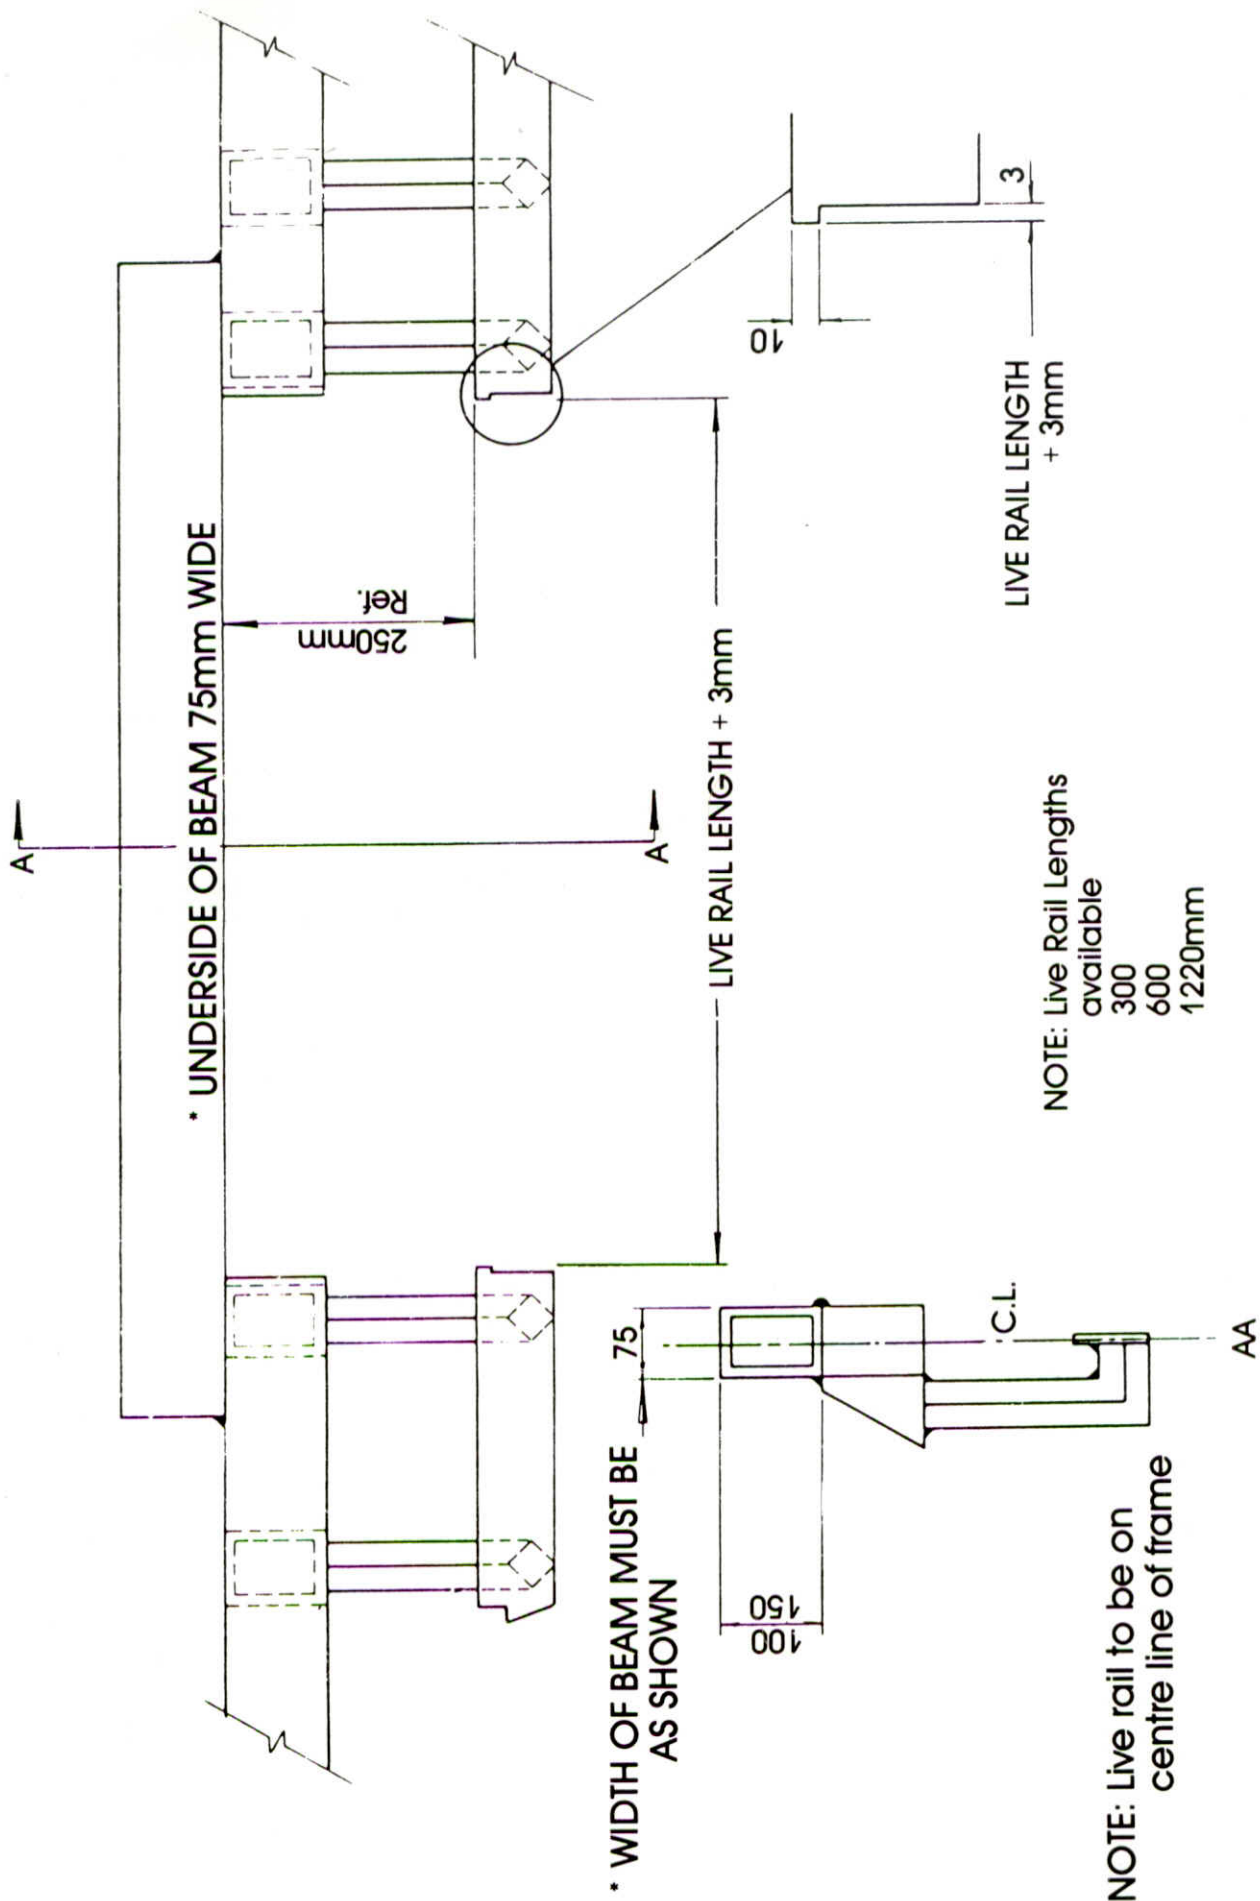 A
* UNDERSIDE OF BEAM 75mm WIDE
250mm
Ref.
A
LIVE RAIL LENGTH + 3mm
10
3
LIVE RAIL LENGTH
+ 3mm
* WIDTH OF BEAM MUST BE
AS SHOWN
75
100
150
C.L.
AA
NOTE: Live rail to be on
centre line of frame
NOTE: Live Rail Lengths
available
300
600
1220mm